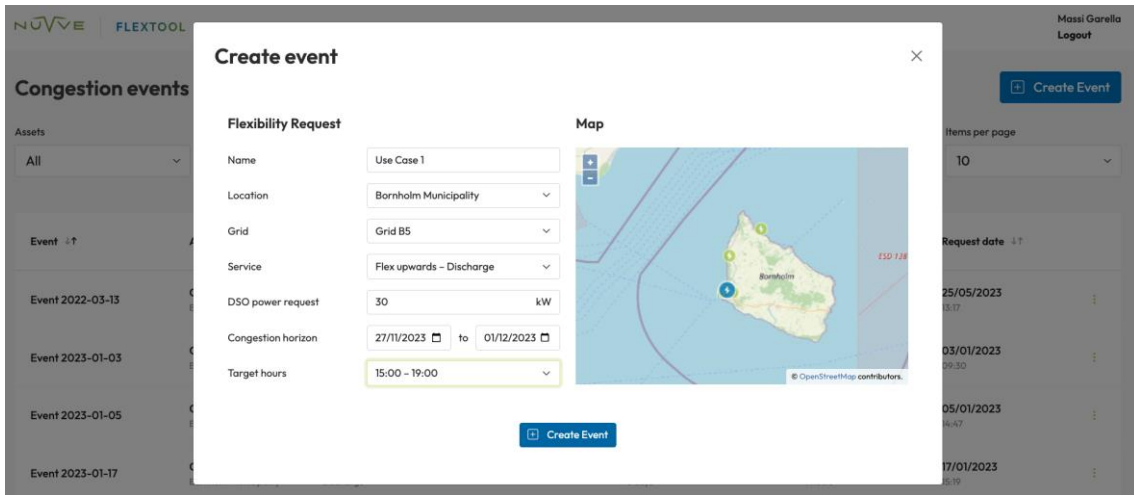 NUVVE FLEXTOOL
Massi Garella
Logout
Create event
Congestion events
Create Event
Assets
All
Items per page
10
Flexibility Request
Name Use Case 1
Location Bornholm Municipality
Grid Grid B5
Service Flex upwards – Discharge
DSO power request 30 kW
Congestion horizon 27/11/2023 to 01/12/2023
Target hours 15:00 – 19:00
Map
+
−
Bornholm
© OpenStreetMap contributors.
Create Event
Event
Request date
Event 2022-03-13
25/05/2023
13:17
Event 2023-01-03
03/01/2023
09:30
Event 2023-01-05
05/01/2023
14:47
Event 2023-01-17
17/01/2023
15:19